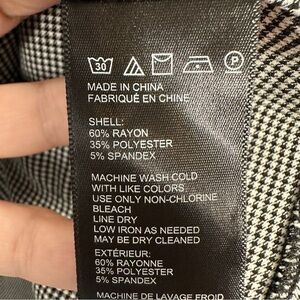 30
P
MADE IN CHINA
FABRIQUÉ EN CHINE
SHELL:
60% RAYON
35% POLYESTER
5% SPANDEX
MACHINE WASH COLD
WITH LIKE COLORS
USE ONLY NON-CHLORINE
BLEACH
LINE DRY
LOW IRON AS NEEDED
MAY BE DRY CLEANED
EXTÉRIEUR:
60% RAYONNE
35% POLYESTER
5% SPANDEX
MACHINE DE LAVAGE FROID